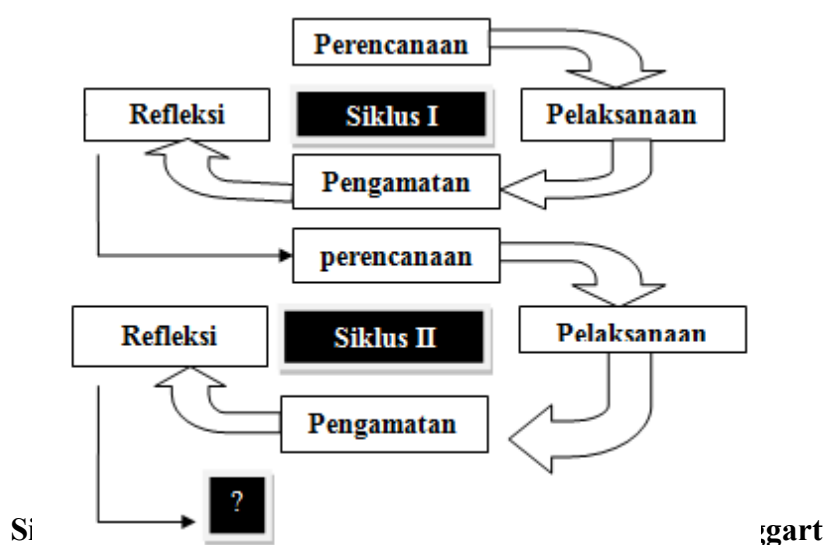 Perencanaan
Refleksi
Siklus I
Pelaksanaan
Pengamatan
perencanaan
Refleksi
Siklus II
Pelaksanaan
Pengamatan
?